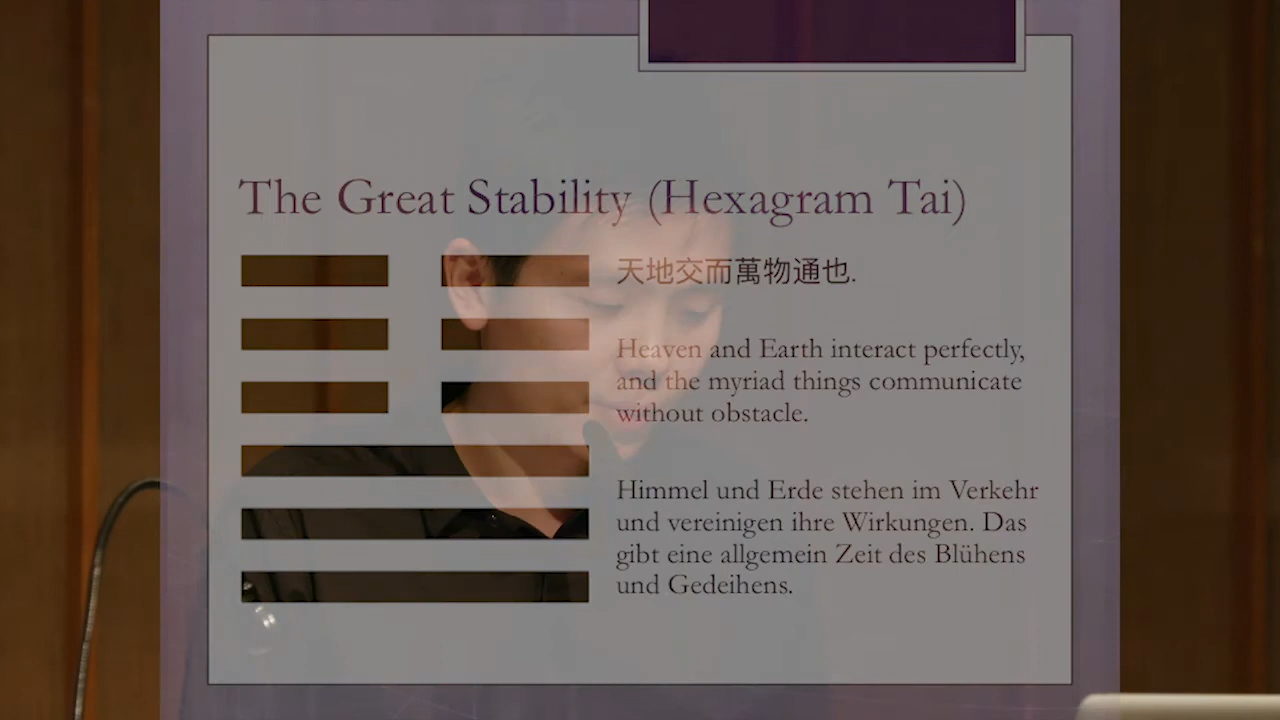 The Great Stability (Hexagram Tai)
天地交而萬物通也.
Heaven and Earth interact perfectly,
and the myriad things communicate
without obstacle.
Himmel und Erde stehen im Verkehr
und vereinigen ihre Wirkungen. Das
gibt eine allgemein Zeit des Blühens
und Gedeihens.